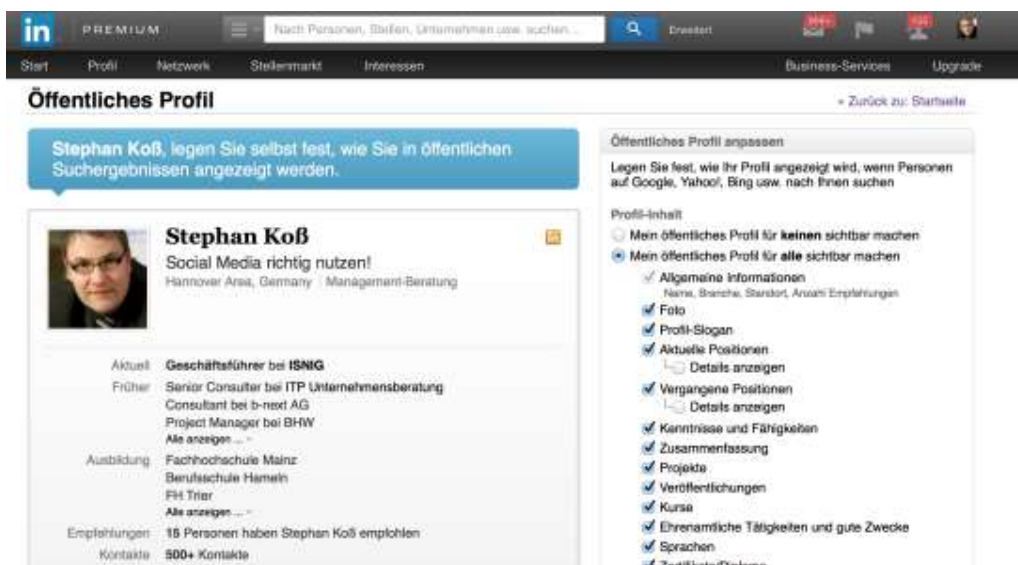 in PREMIUM Nach Personen, Stellen, Unternehmen usw. suchen... Erweitert
Start Profil Netzwerk Stellenmarkt Interessen Business-Services Upgrade
Öffentliches Profil
Zurück zu: Startseite
Stephan Koß, legen Sie selbst fest, wie Sie in öffentlichen
Suchergebnissen angezeigt werden.
Stephan Koß
Social Media richtig nutzen!
Hannover Area, Germany Management-Beratung
Aktuell Geschäftsführer bei ISNIG
Früher Senior Consulter bei ITP Unternehmensberatung
Consultant bei b-next AG
Project Manager bei BHW
Alle anzeigen ...
Ausbildung Fachhochschule Mainz
Berufsschule Hameln
FH Trier
Alle anzeigen ...
Empfehlungen 15 Personen haben Stephan Koß empfohlen
Kontakte 500+ Kontakte
Öffentliches Profil anpassen
Legen Sie fest, wie Ihr Profil angezeigt wird, wenn Personen
auf Google, Yahoo!, Bing usw. nach Ihnen suchen
Profil-Inhalt
Mein öffentliches Profil für keinen sichtbar machen
Mein öffentliches Profil für alle sichtbar machen
Allgemeine Informationen
Name, Branche, Standort, Anzahl Empfehlungen
Foto
Profil-Slogan
Aktuelle Positionen
Details anzeigen
Vergangene Positionen
Details anzeigen
Kenntnisse und Fähigkeiten
Zusammenfassung
Projekte
Veröffentlichungen
Kurse
Ehrenamtliche Tätigkeiten und gute Zwecke
Sprachen
Zertifikate/Diplome